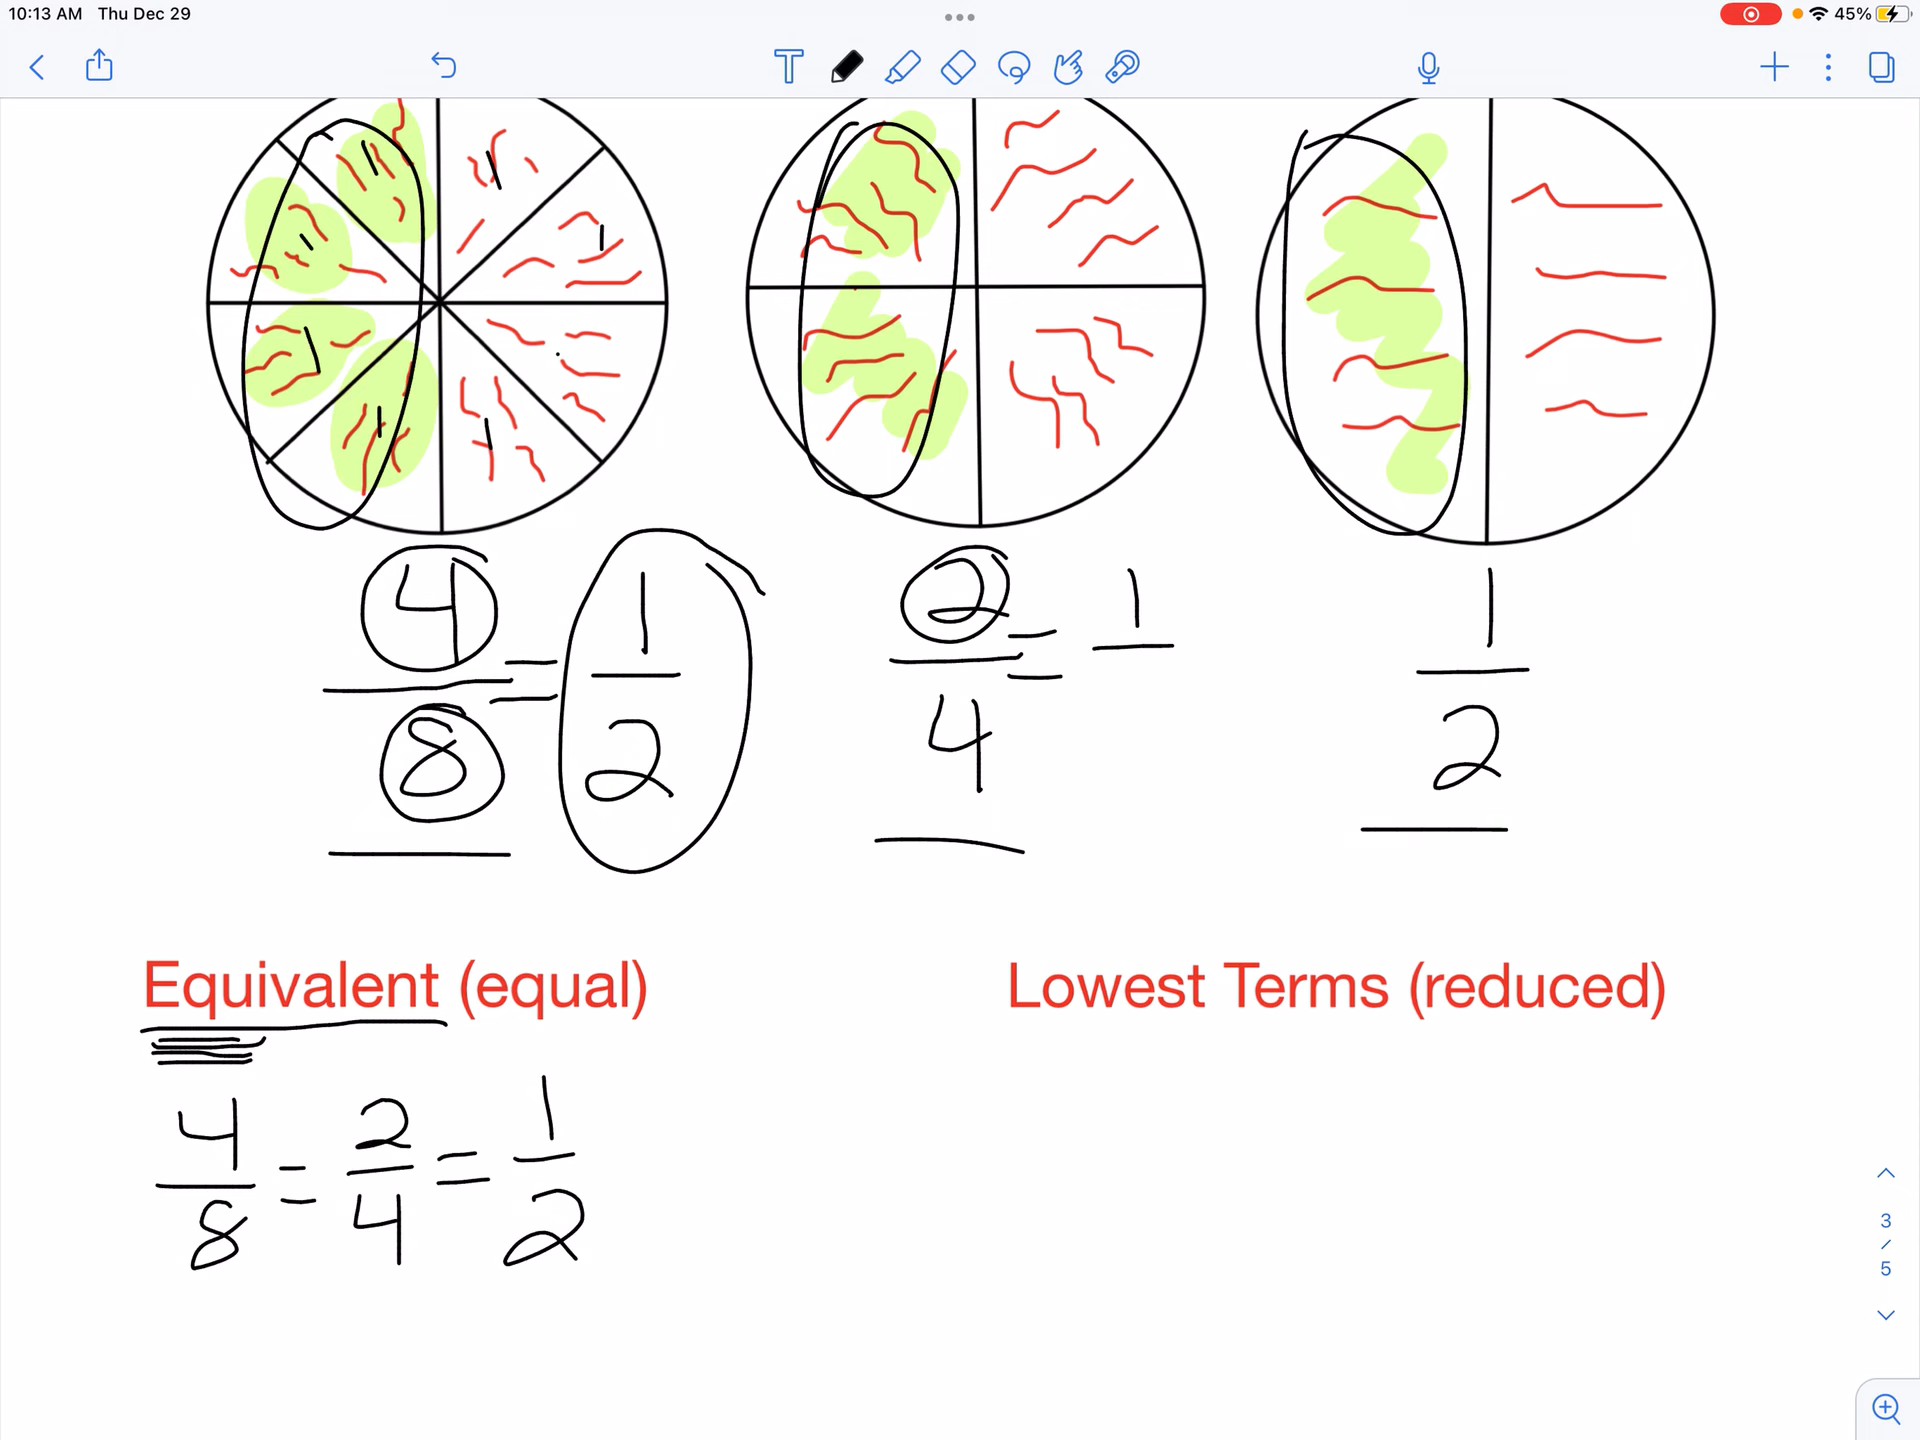 10:13 AM Thu Dec 29
45%
4/8 = 1/2
2/4 = 1/
1/2
Equivalent (equal)
Lowest Terms (reduced)
4/8 = 2/4 = 1/2
3
/
5